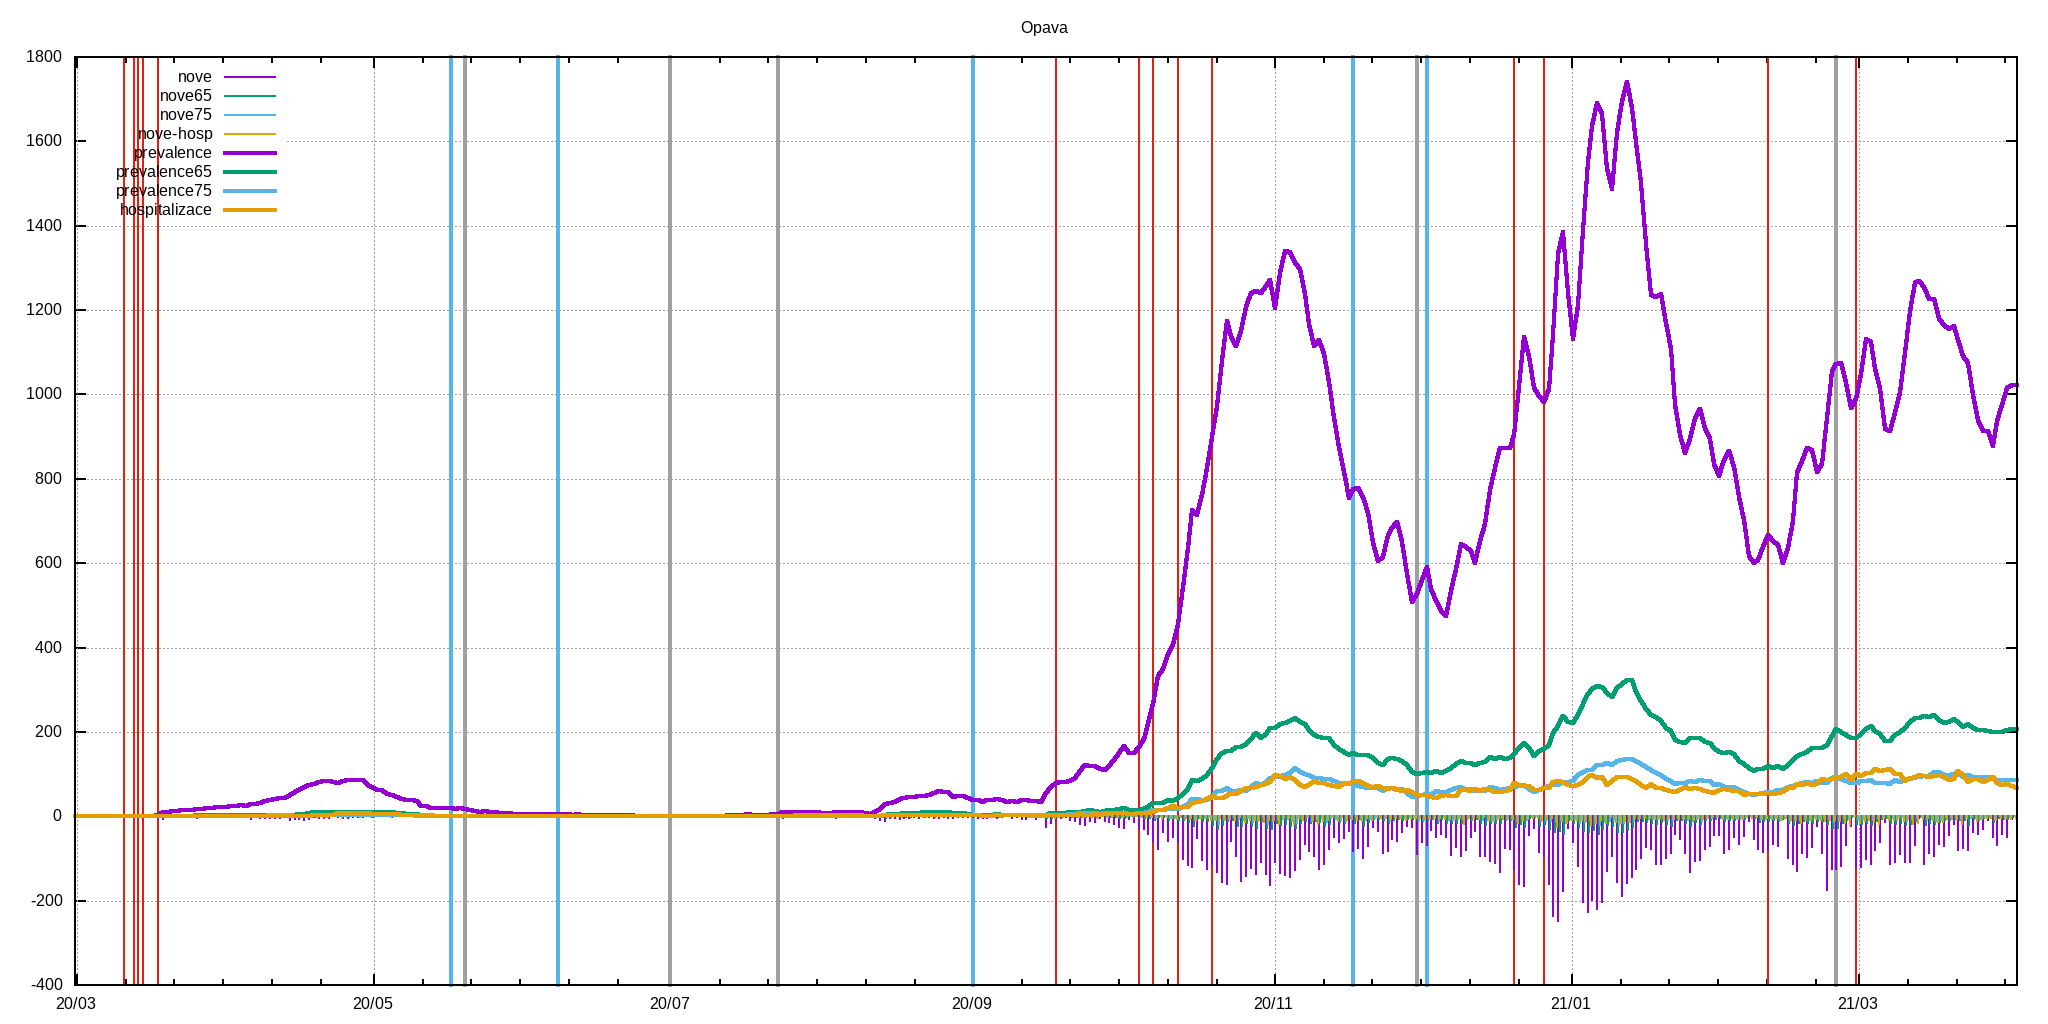 Opava
1800
1600
1400
1200
1000
800
600
400
200
0
-200
-400
nove
nove65
nove75
nove-hosp
prevalence
prevalence65
prevalence75
hospitalizace
20/03
20/05
20/07
20/09
20/11
21/01
21/03